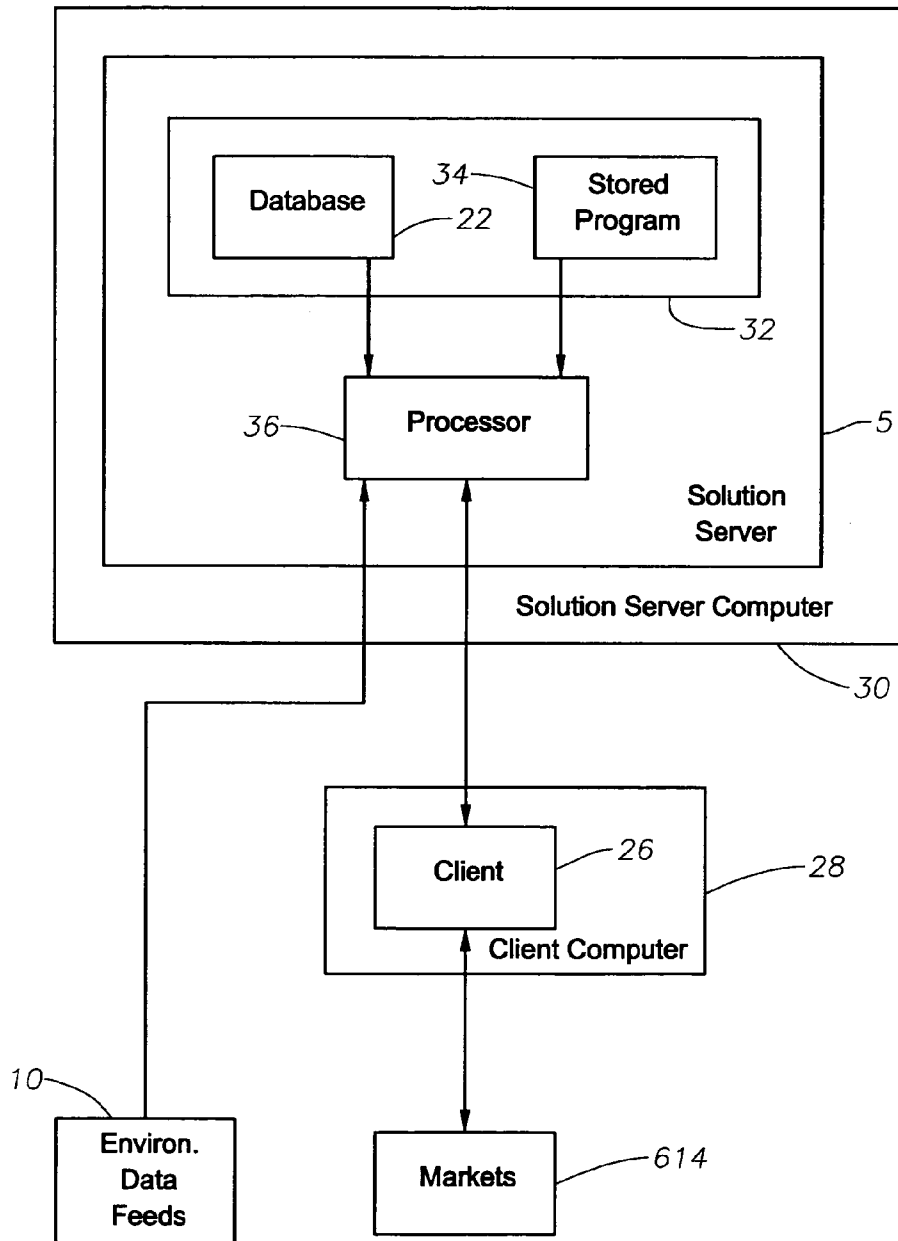 Database
22
34
Stored
Program
32
36
Processor
5
Solution
Server
Solution Server Computer
30
Client
26
28
Client Computer
10
Environ.
Data
Feeds
Markets
614